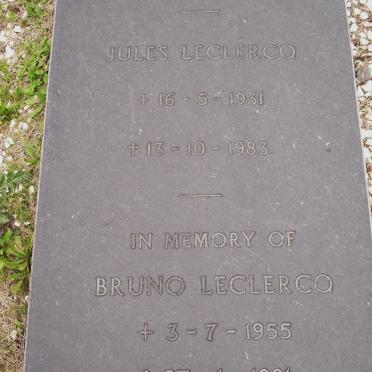 JULES LECLERCQ
+ 16 - 5 - 1931
+ 13 - 10 - 1983
IN MEMORY OF
BRUNO LECLERCQ
+ 3 - 7 - 1955